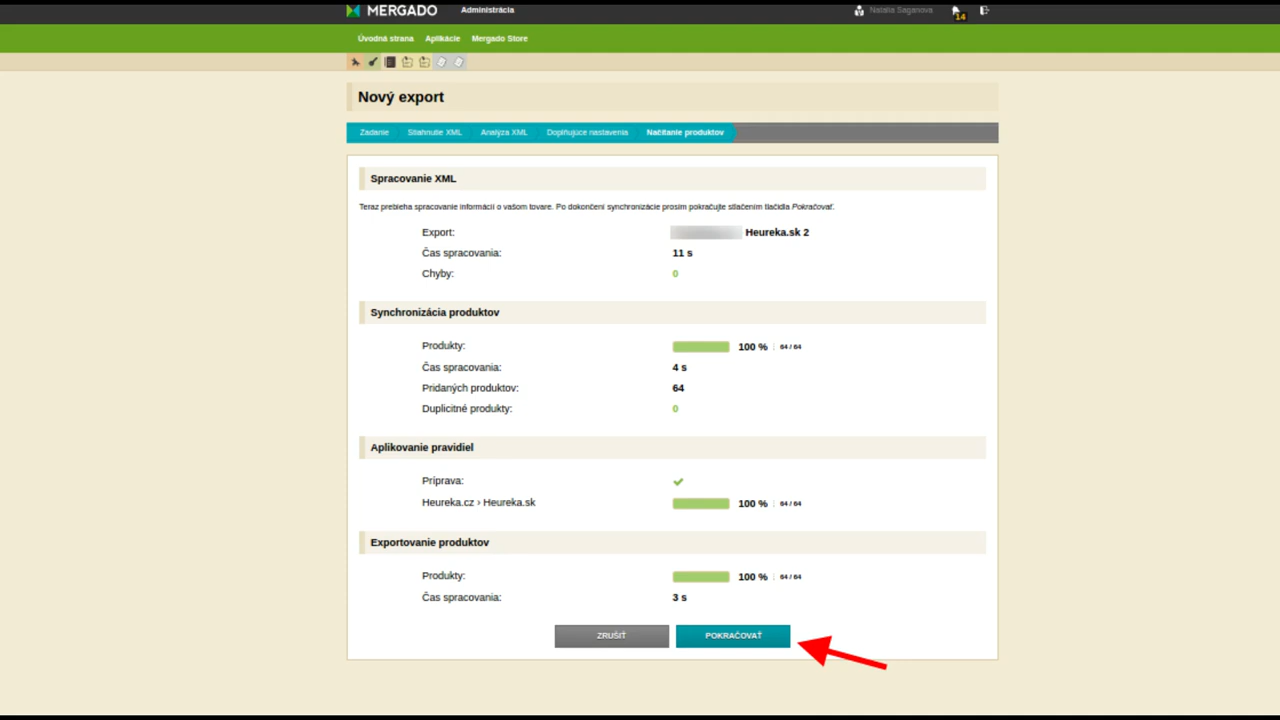 MERGADO Administrácia Natalia Saganova 14
Úvodná strana Aplikácie Mergado Store
Nový export
Zadanie Stiahnutie XML Analýza XML Doplňujúce nastavenia Načítanie produktov
Spracovanie XML
Teraz prebieha spracovanie informácií o vašom tovare. Po dokončení synchronizácie prosím pokračujte stlačením tlačidla Pokračovať.
Export: Heureka.sk 2
Čas spracovania: 11 s
Chyby: 0
Synchronizácia produktov
Produkty: 100 % 64 / 64
Čas spracovania: 4 s
Pridaných produktov: 64
Duplicitné produkty: 0
Aplikovanie pravidiel
Príprava:
Heureka.cz › Heureka.sk 100 % 64 / 64
Exportovanie produktov
Produkty: 100 % 64 / 64
Čas spracovania: 3 s
ZRUŠIŤ POKRAČOVAŤ